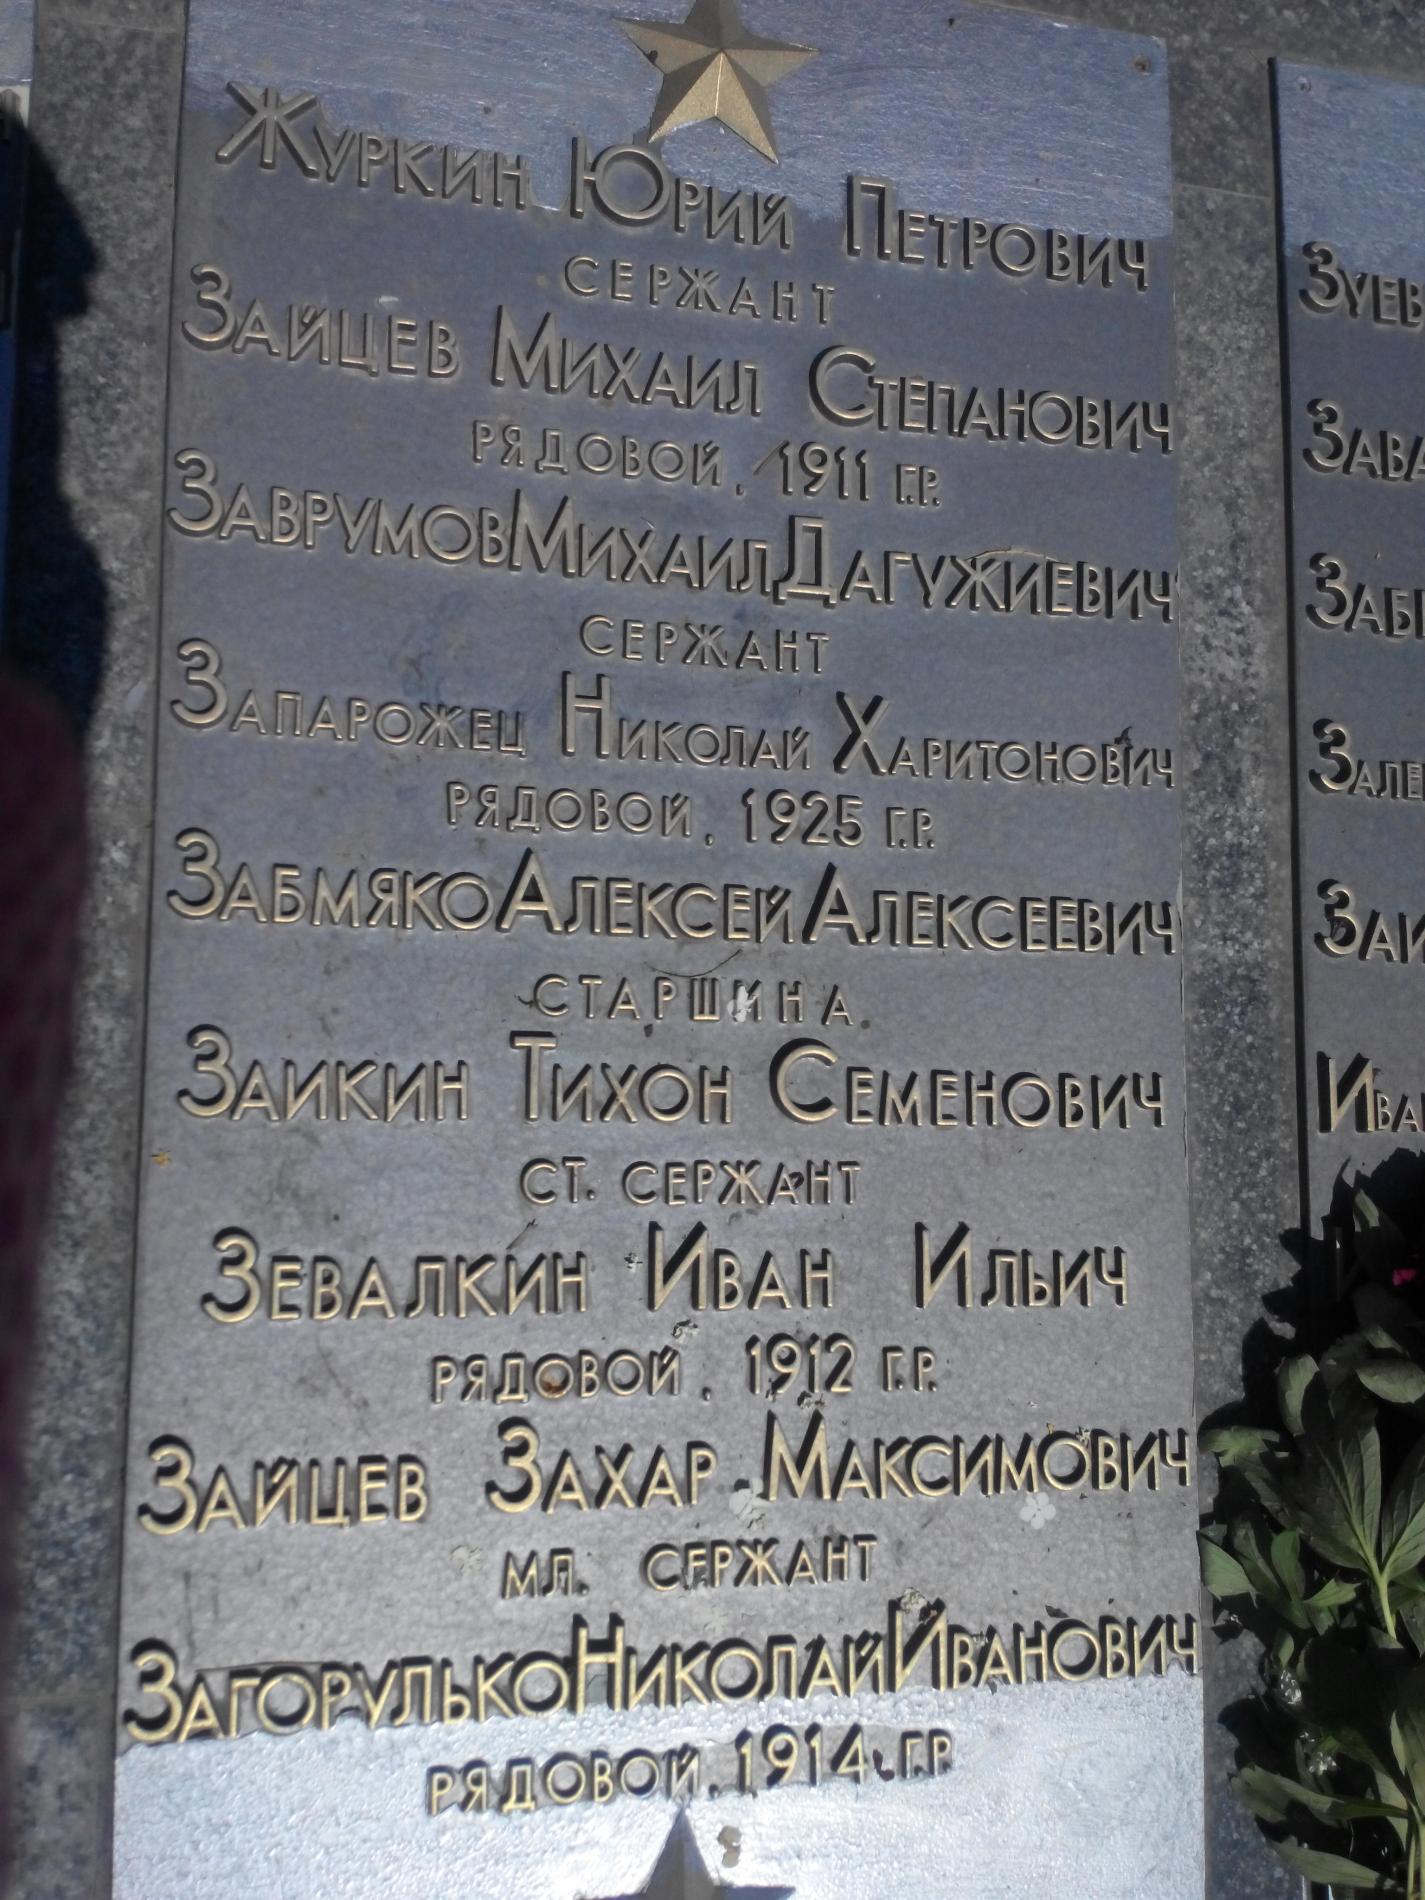 Журкин Юрий Петрович
сержант
Зайцев Михаил Степанович
рядовой, 1911 г.р.
Заврумов Михаил Дагужиевич
сержант
Запарожец Николай Харитонович
рядовой, 1925 г.р.
Забмяко Алексей Алексеевич
старшина
Заикин Тихон Семенович
ст. сержант
Зевалкин Иван Ильич
рядовой, 1912 г.р.
Зайцев Захар Максимович
мл. сержант
Загорулько Николай Иванович
рядовой, 1914 г.р.